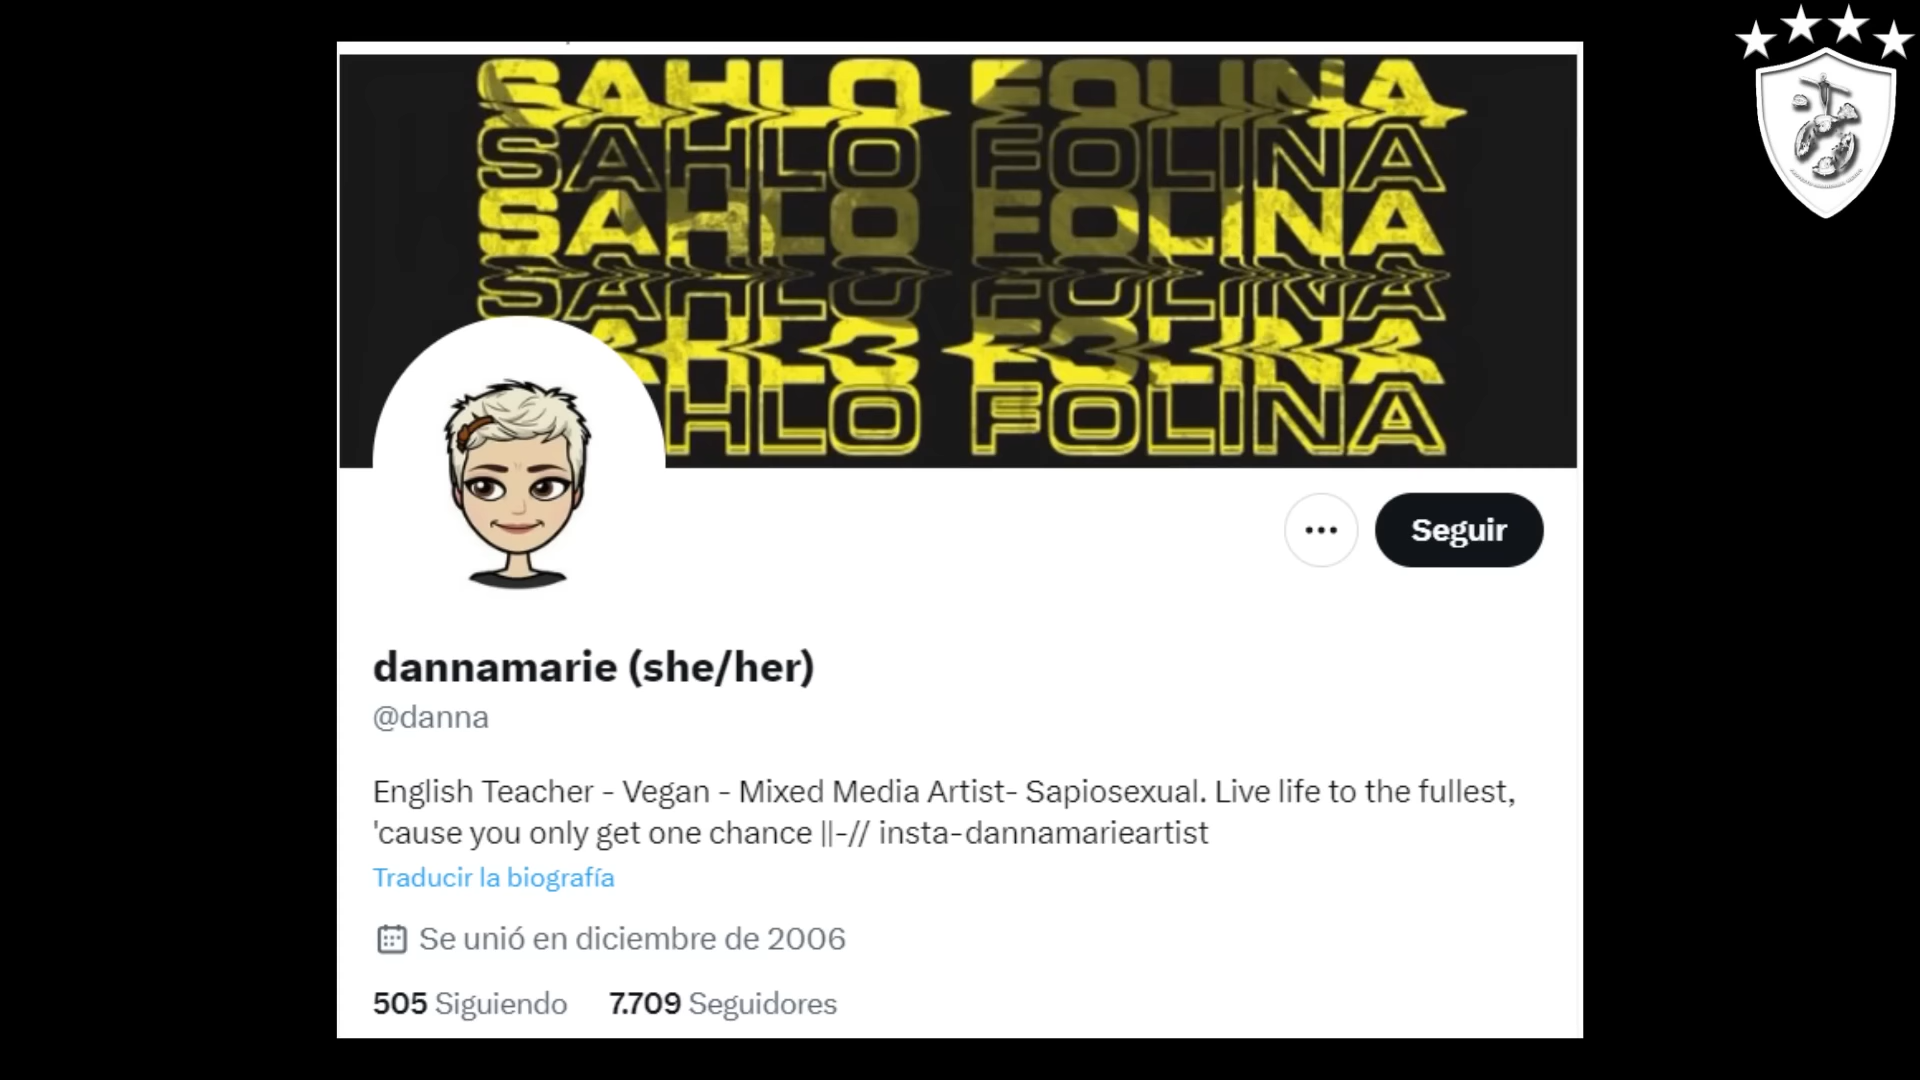 SAHLO FOLINA
SAHLO FOLINA
SAHLO FOLINA
SAHLO FOLINA
SAHLO FOLINA
HLO FOLINA
Seguir
dannamarie (she/her)
@danna
English Teacher - Vegan - Mixed Media Artist- Sapiosexual. Live life to the fullest,
'cause you only get one chance ||-// insta-dannamarieartist
Traducir la biografía
Se unió en diciembre de 2006
505 Siguiendo 7.709 Seguidores